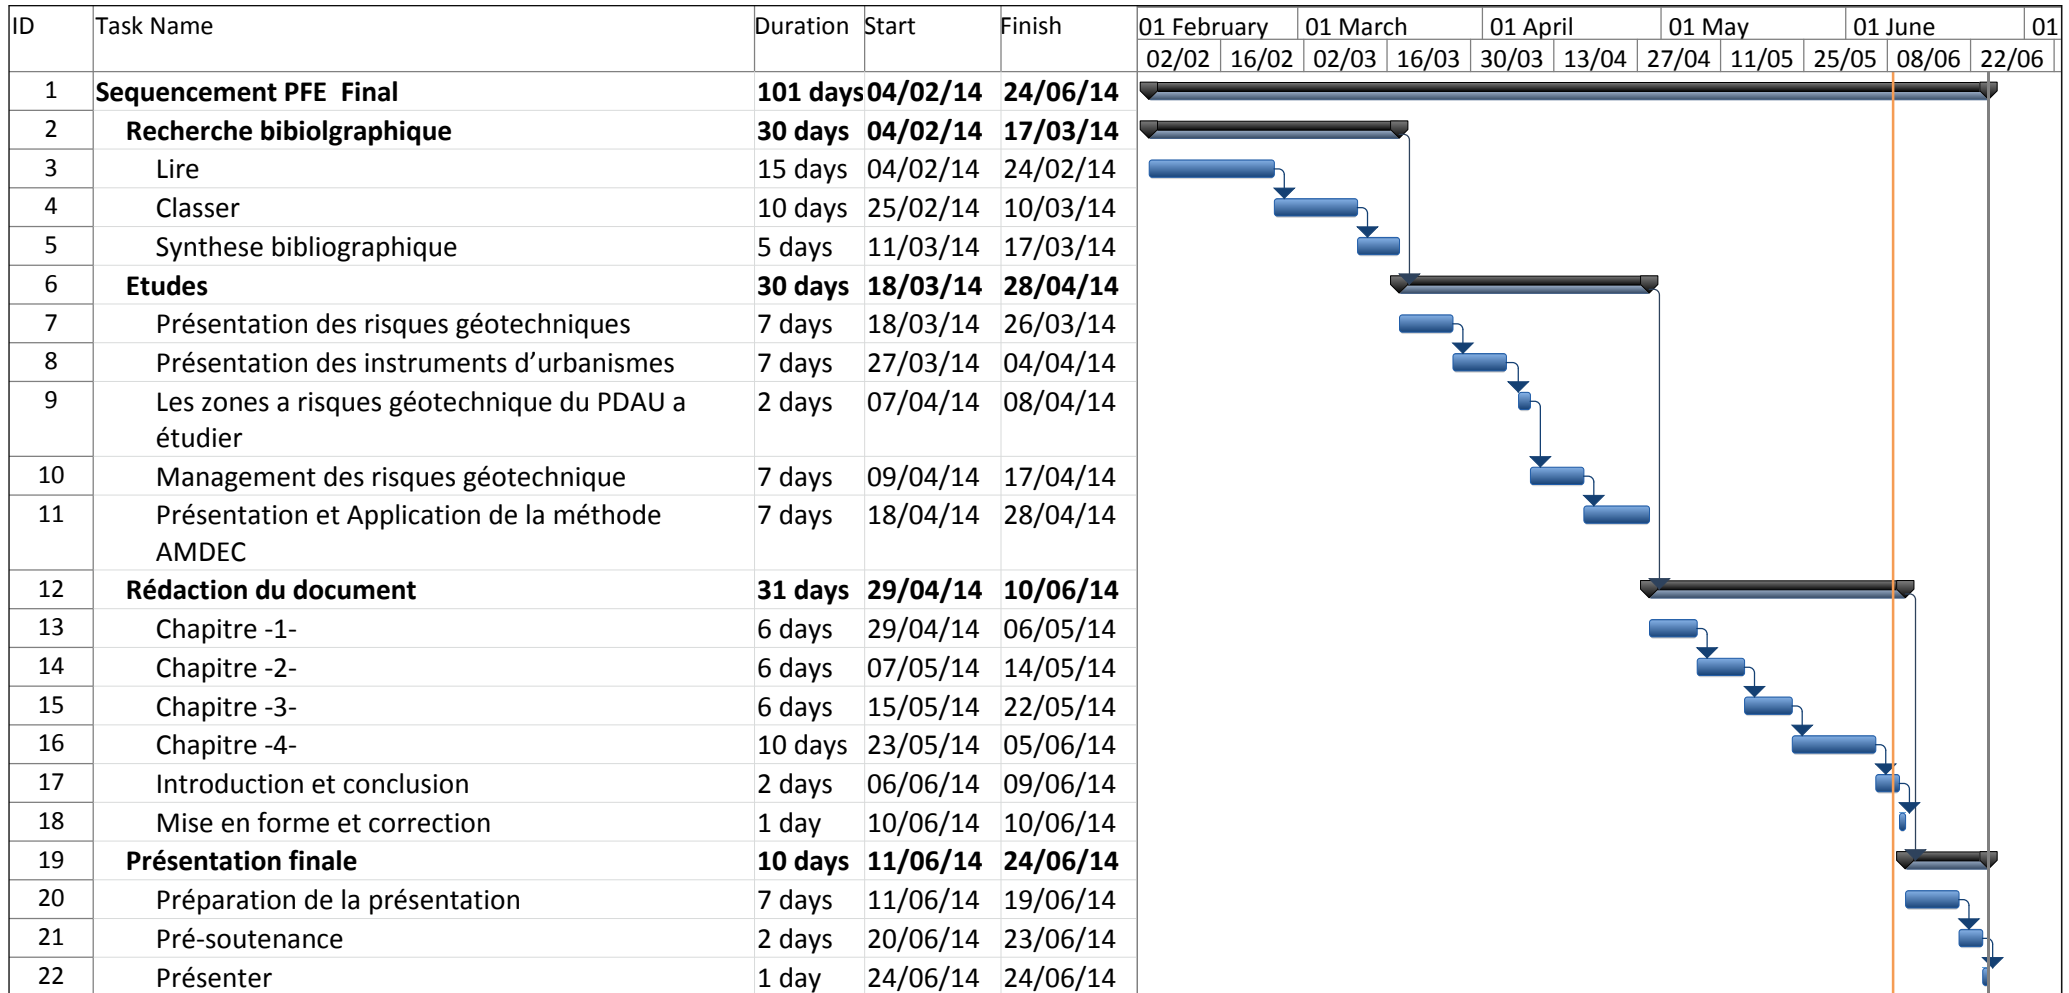 ID Task Name Duration Start Finish 01 February 01 March 01 April 01 May 01 June 01
02/02 16/02 02/03 16/03 30/03 13/04 27/04 11/05 25/05 08/06 22/06
1 Sequencement PFE Final 101 days 04/02/14 24/06/14
2 Recherche bibiolgraphique 30 days 04/02/14 17/03/14
3 Lire 15 days 04/02/14 24/02/14
4 Classer 10 days 25/02/14 10/03/14
5 Synthese bibliographique 5 days 11/03/14 17/03/14
6 Etudes 30 days 18/03/14 28/04/14
7 Présentation des risques géotechniques 7 days 18/03/14 26/03/14
8 Présentation des instruments d’urbanismes 7 days 27/03/14 04/04/14
9 Les zones a risques géotechnique du PDAU a 2 days 07/04/14 08/04/14
étudier
10 Management des risques géotechnique 7 days 09/04/14 17/04/14
11 Présentation et Application de la méthode 7 days 18/04/14 28/04/14
AMDEC
12 Rédaction du document 31 days 29/04/14 10/06/14
13 Chapitre -1- 6 days 29/04/14 06/05/14
14 Chapitre -2- 6 days 07/05/14 14/05/14
15 Chapitre -3- 6 days 15/05/14 22/05/14
16 Chapitre -4- 10 days 23/05/14 05/06/14
17 Introduction et conclusion 2 days 06/06/14 09/06/14
18 Mise en forme et correction 1 day 10/06/14 10/06/14
19 Présentation finale 10 days 11/06/14 24/06/14
20 Préparation de la présentation 7 days 11/06/14 19/06/14
21 Pré-soutenance 2 days 20/06/14 23/06/14
22 Présenter 1 day 24/06/14 24/06/14